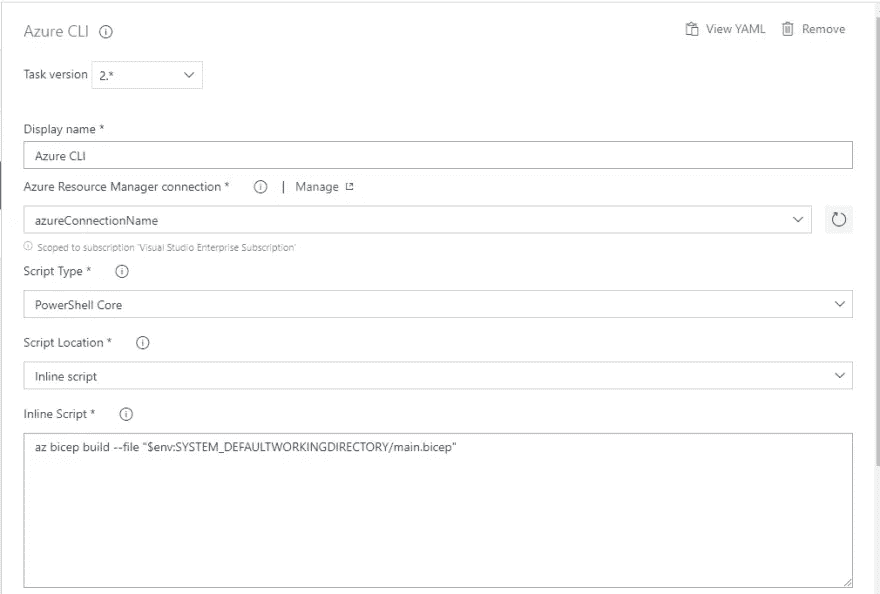 Azure CLI View YAML Remove
Task version 2.*
Display name *
Azure CLI
Azure Resource Manager connection * | Manage
azureConnectionName
Scoped to subscription 'Visual Studio Enterprise Subscription'
Script Type *
PowerShell Core
Script Location *
Inline script
Inline Script *
az bicep build --file "$env:SYSTEM_DEFAULTWORKINGDIRECTORY/main.bicep"